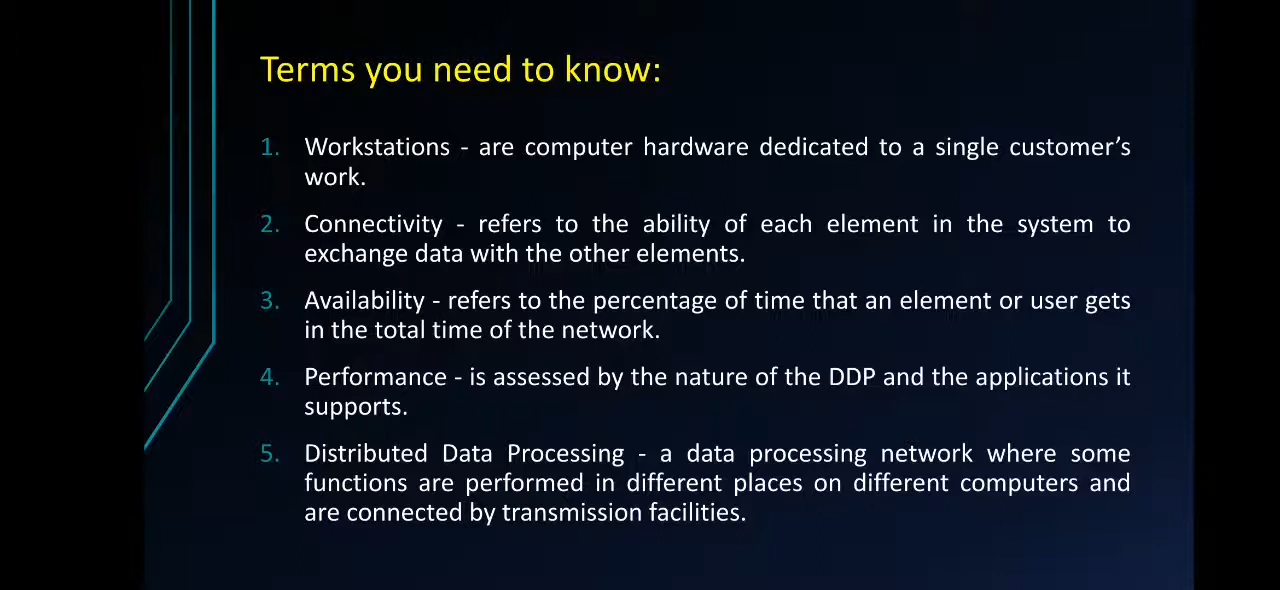 Terms you need to know:
1. Workstations - are computer hardware dedicated to a single customer’s
work.
2. Connectivity - refers to the ability of each element in the system to
exchange data with the other elements.
3. Availability - refers to the percentage of time that an element or user gets
in the total time of the network.
4. Performance - is assessed by the nature of the DDP and the applications it
supports.
5. Distributed Data Processing - a data processing network where some
functions are performed in different places on different computers and
are connected by transmission facilities.